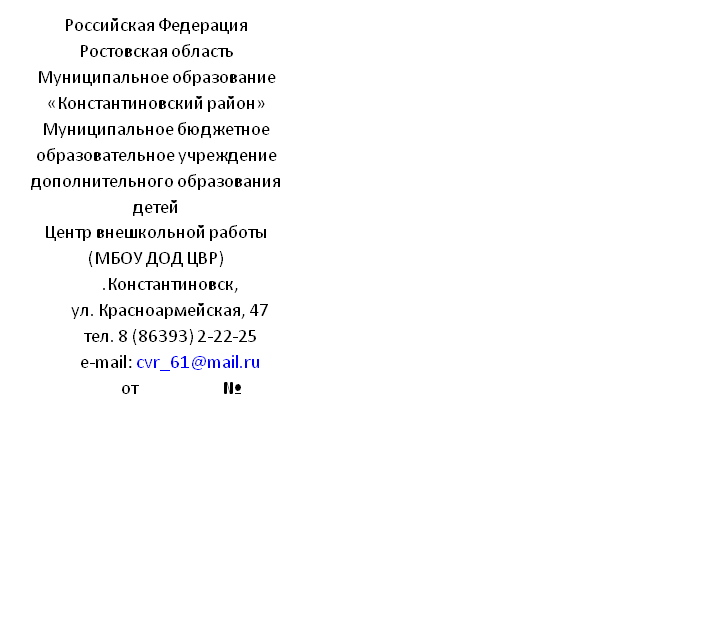 Российская Федерация
Ростовская область
Муниципальное образование
«Константиновский район»
Муниципальное бюджетное
образовательное учреждение
дополнительного образования
детей
Центр внешкольной работы
(МБОУ ДОД ЦВР)
.Константиновск,
ул. Красноармейская, 47
тел. 8 (86393) 2-22-25
e-mail: cvr_61@mail.ru
от №